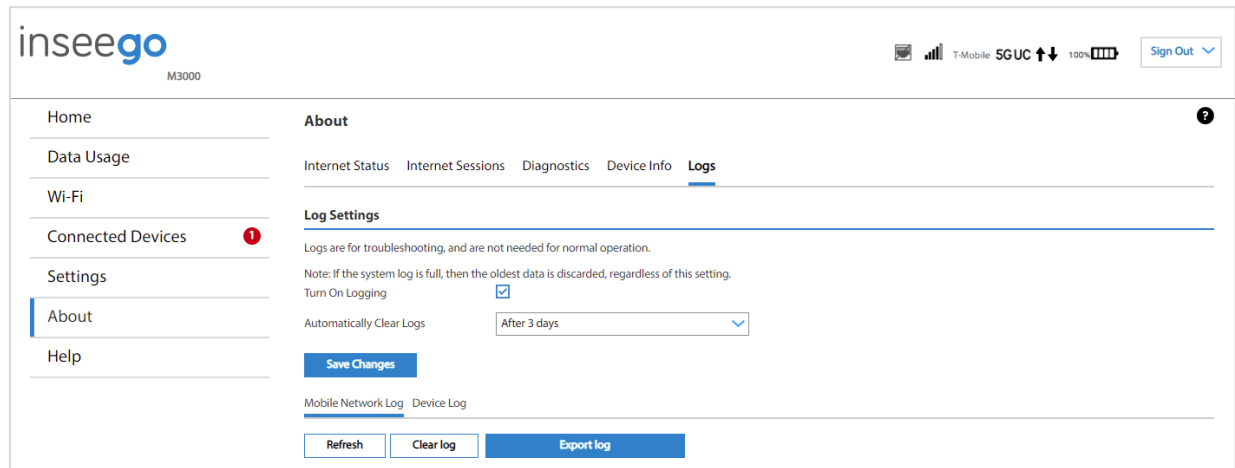 inseego
M3000
T-Mobile 5G UC 100%
Sign Out
Home
Data Usage
Wi-Fi
Connected Devices 1
Settings
About
Help
About ?
Internet Status Internet Sessions Diagnostics Device Info Logs
Log Settings
Logs are for troubleshooting, and are not needed for normal operation.
Note: If the system log is full, then the oldest data is discarded, regardless of this setting.
Turn On Logging
Automatically Clear Logs After 3 days
Save Changes
Mobile Network Log Device Log
Refresh Clear log Export log